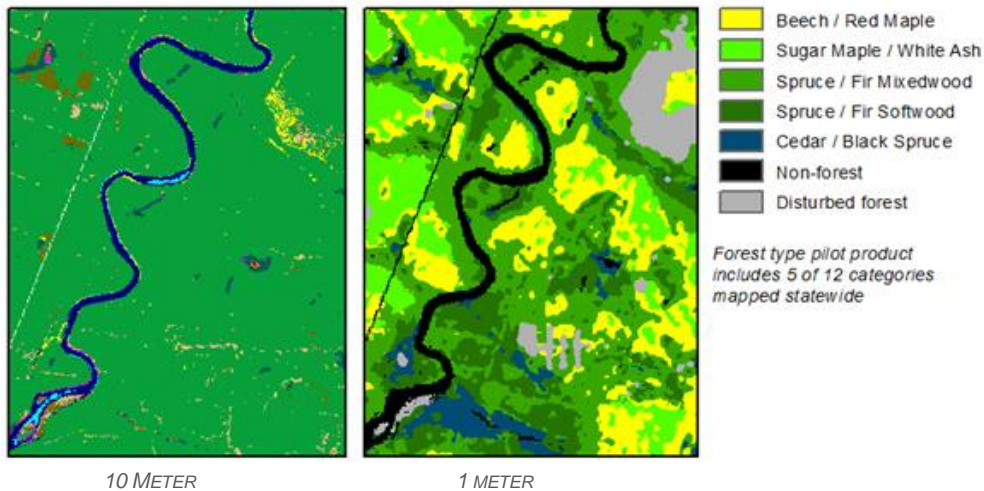 Beech / Red Maple
Sugar Maple / White Ash
Spruce / Fir Mixedwood
Spruce / Fir Softwood
Cedar / Black Spruce
Non-forest
Disturbed forest
Forest type pilot product
includes 5 of 12 categories
mapped statewide
10 METER
1 METER